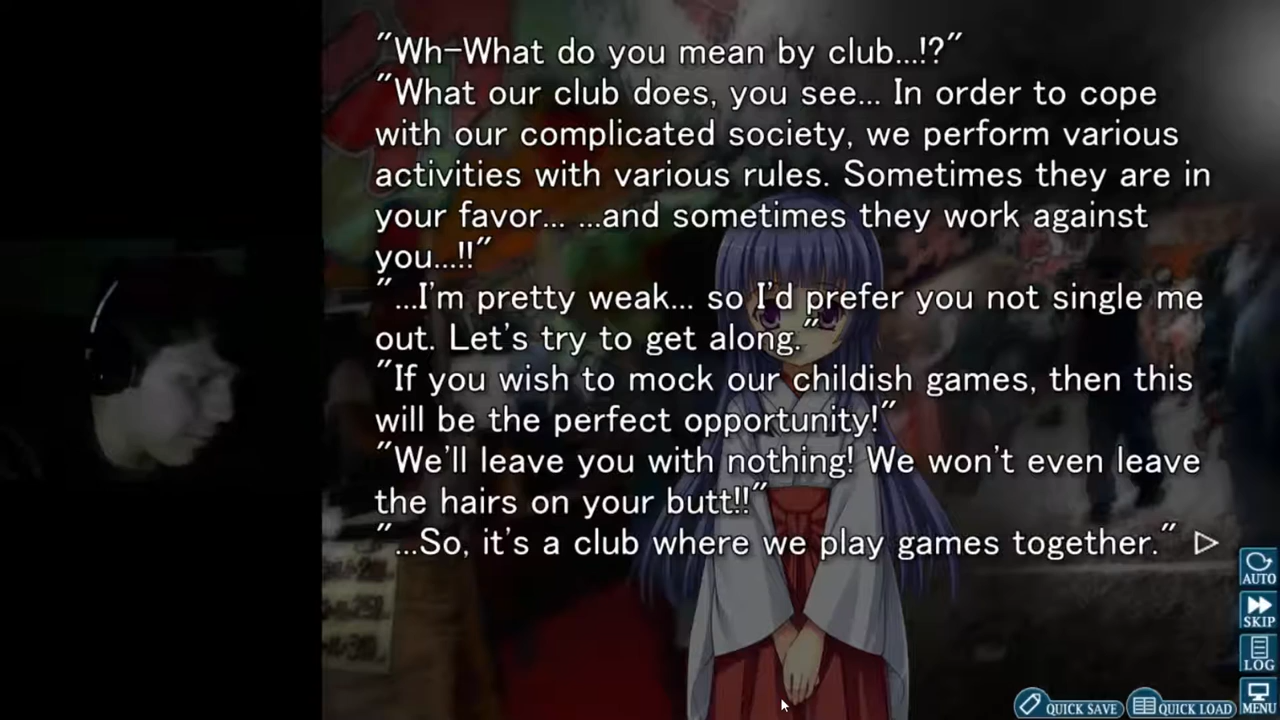 "Wh-What do you mean by club...!?"
"What our club does, you see... In order to cope
with our complicated society, we perform various
activities with various rules. Sometimes they are in
your favor... ...and sometimes they work against
you...!!"
"...I'm pretty weak... so I'd prefer you not single me
out. Let's try to get along."
"If you wish to mock our childish games, then this
will be the perfect opportunity!"
"We'll leave you with nothing! We won't even leave
the hairs on your butt!!"
"...So, it's a club where we play games together."
AUTO
SKIP
LOG
QUICK SAVE
QUICK LOAD
MENU